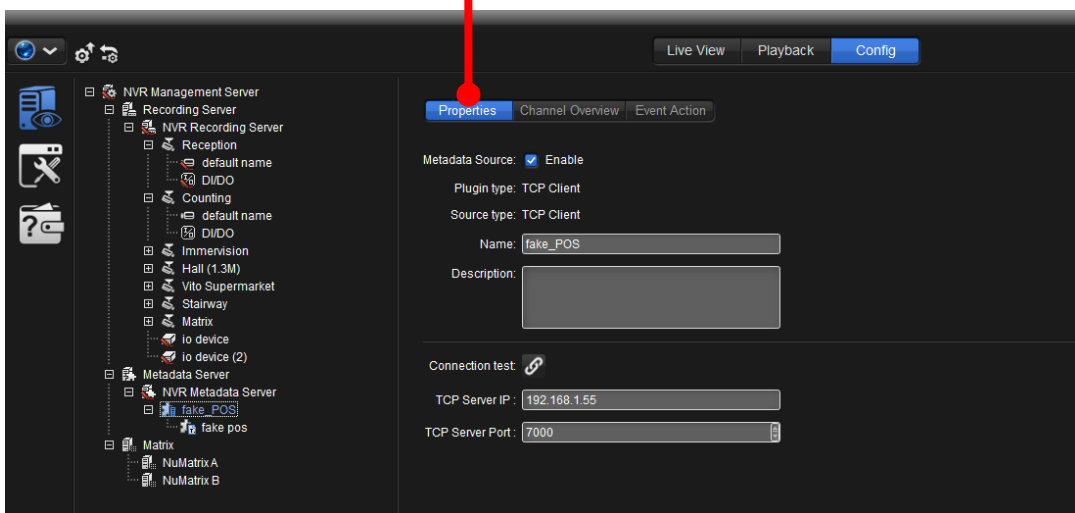 Live View Playback Config
NVR Management Server
Recording Server
NVR Recording Server
Reception
default name
DI/DO
Counting
default name
DI/DO
Immervision
Hall (1.3M)
Vito Supermarket
Stairway
Matrix
io device
io device (2)
Metadata Server
NVR Metadata Server
fake_POS
fake pos
Matrix
NuMatrix A
NuMatrix B
Properties Channel Overview Event Action
Metadata Source: Enable
Plugin type: TCP Client
Source type: TCP Client
Name: fake_POS
Description:
Connection test:
TCP Server IP : 192.168.1.55
TCP Server Port : 7000